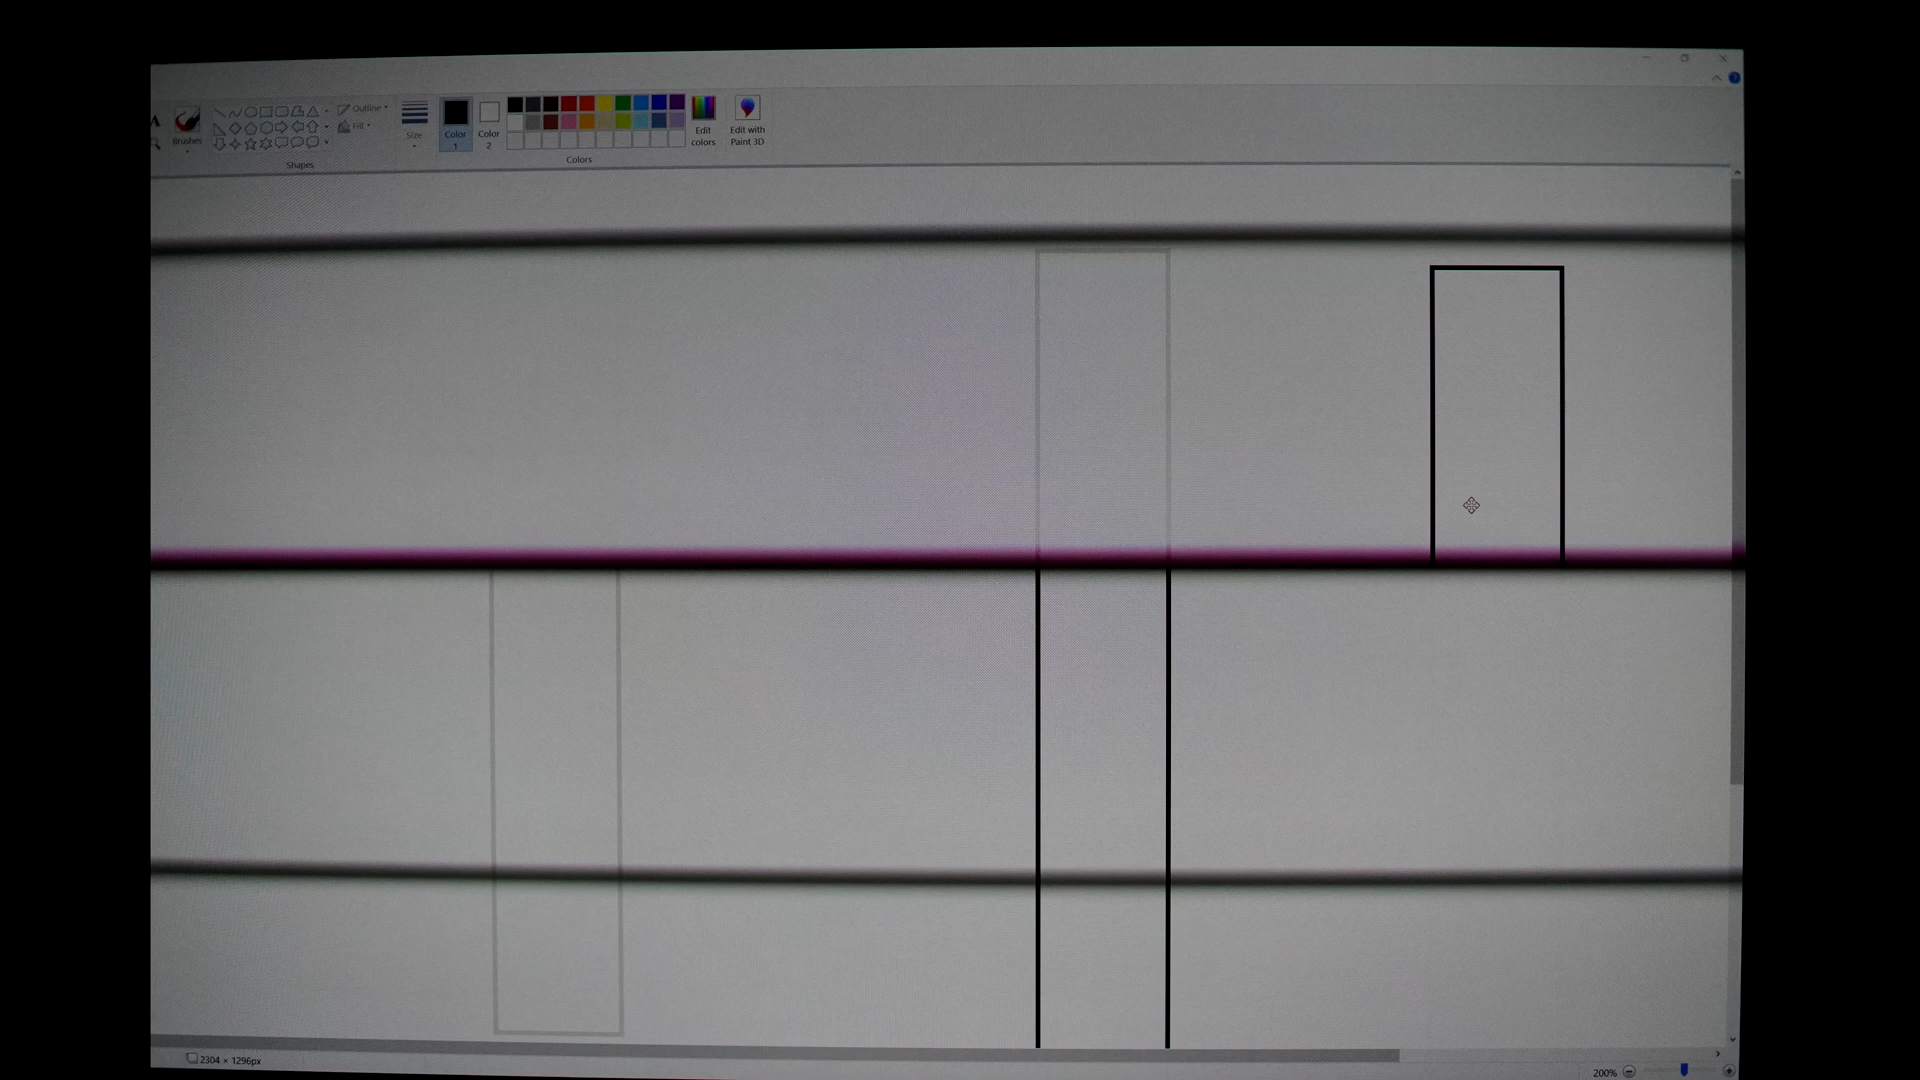 A
Brushes
Shapes
Outline
Fill
Size
Color
1
Color
2
Colors
Edit
colors
Edit with
Paint 3D
2304 × 1296px
200%